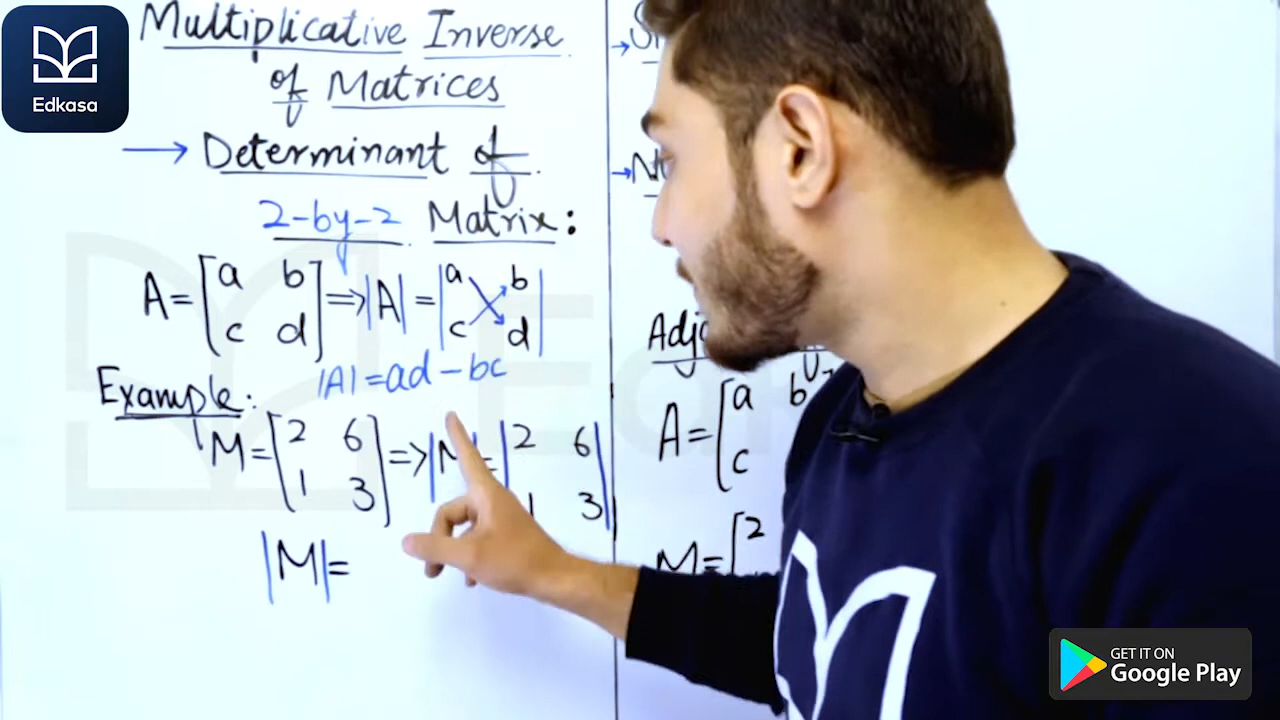 Edkasa
Multiplicative Inverse
of Matrices
→ Determinant of
2-by-2 Matrix:
A = [a b
c d] => |A| = |a b
c d|
|A| = ad - bc
Example:
M = [2 6
1 3] => |M| = |2 6
1 3|
|M| =
A = [a b
c
M = [2
GET IT ON
Google Play